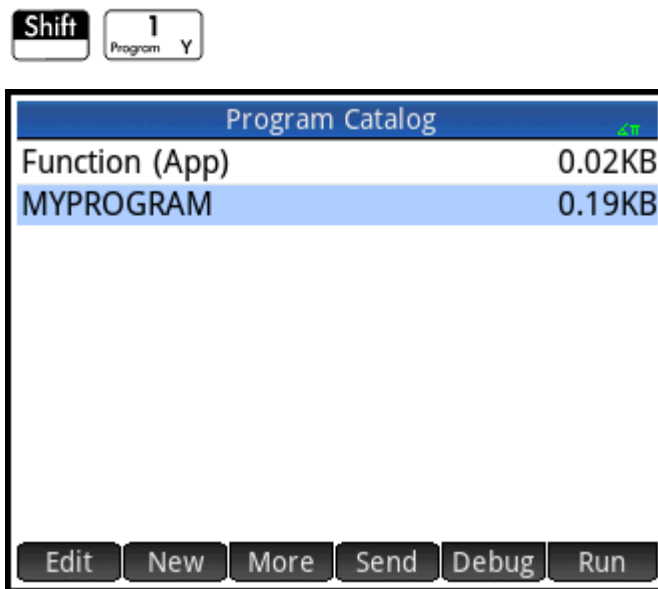 Shift 1
Program Y
Program Catalog ∠π
Function (App) 0.02KB
MYPROGRAM 0.19KB
Edit New More Send Debug Run